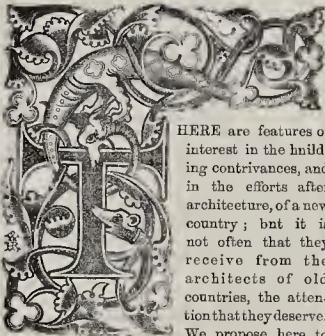 THERE are features of
interest in the build-
ing contrivances, and
in the efforts after
architecture, of a new
country ; but it is
not often that they
receive from the
architects of old
countries, the atten-
tion that they deserve.
We propose here to